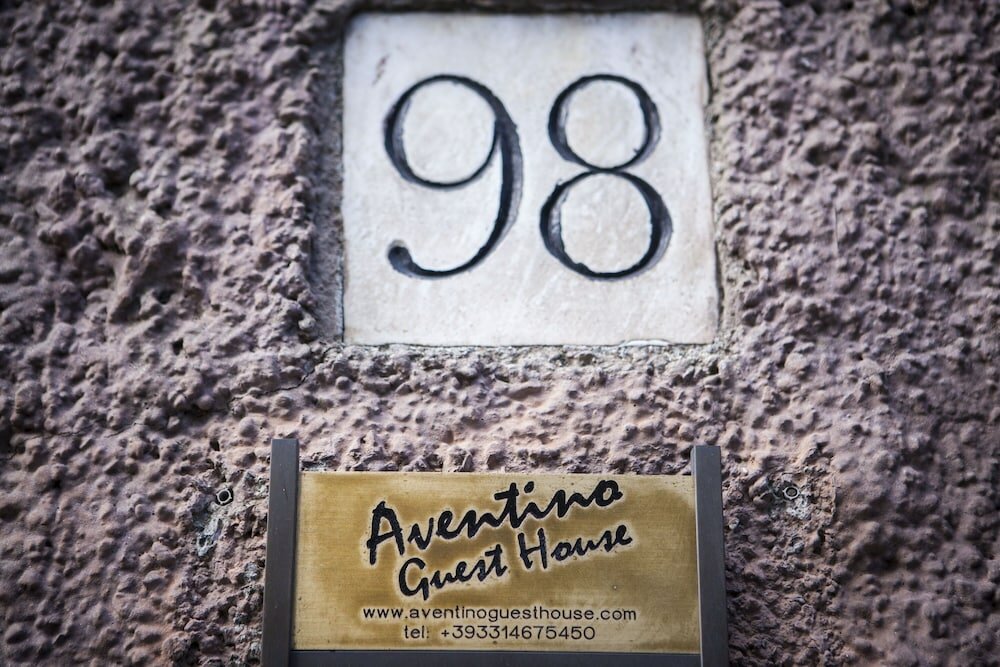 98
Aventino
Guest House
www.aventinoguesthouse.com
tel: +393314675450